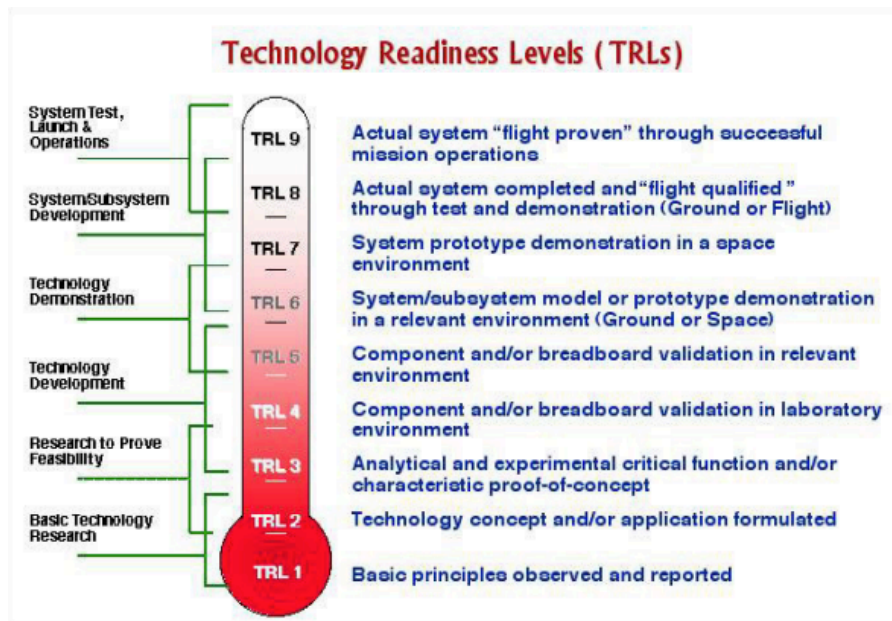 Technology Readiness Levels ( TRLs)
System Test,
Launch &
Operations
System/Subsystem
Development
Technology
Demonstration
Technology
Development
Research to Prove
Feasibility
Basic Technology
Research
TRL 9
TRL 8
TRL 7
TRL 6
TRL 5
TRL 4
TRL 3
TRL 2
TRL 1
Actual system “flight proven” through successful
mission operations
Actual system completed and “flight qualified ”
through test and demonstration (Ground or Flight)
System prototype demonstration in a space
environment
System/subsystem model or prototype demonstration
in a relevant environment (Ground or Space)
Component and/or breadboard validation in relevant
environment
Component and/or breadboard validation in laboratory
environment
Analytical and experimental critical function and/or
characteristic proof-of-concept
Technology concept and/or application formulated
Basic principles observed and reported